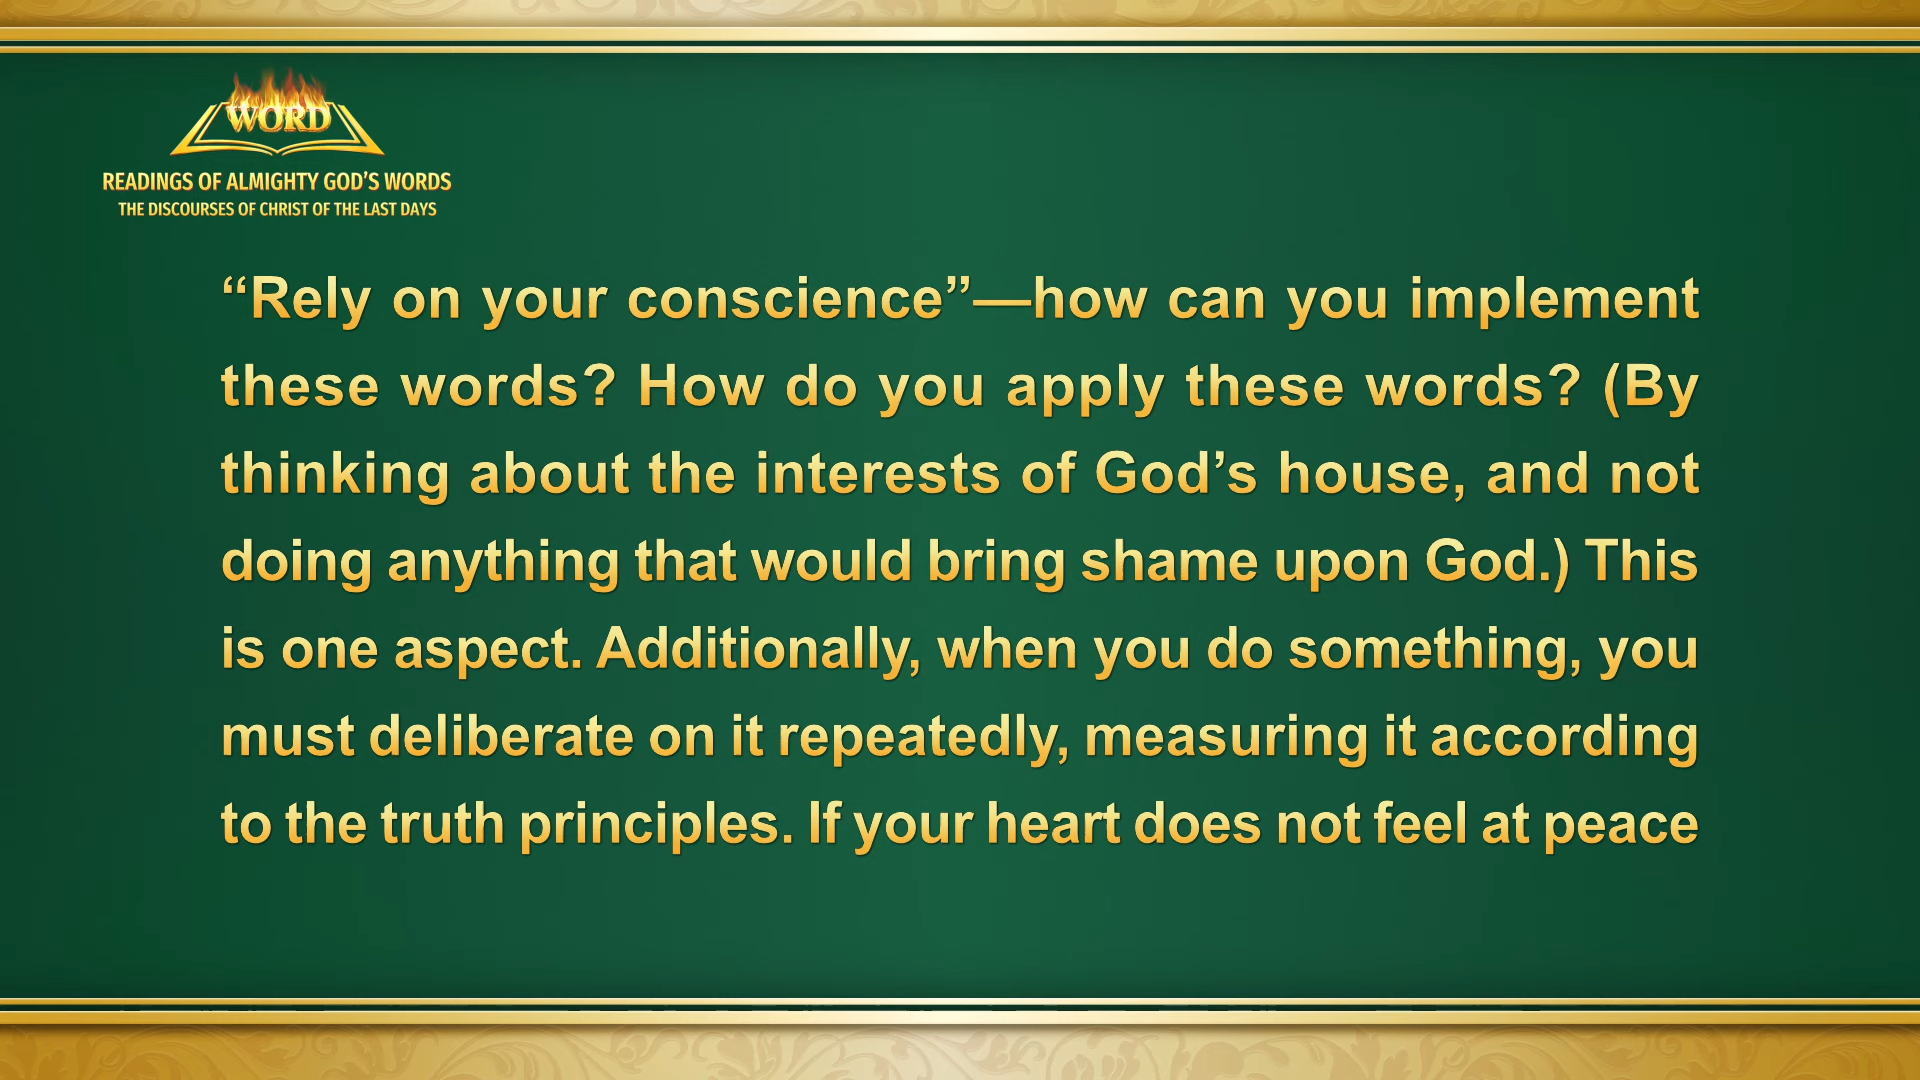 WORD
READINGS OF ALMIGHTY GOD’S WORDS
THE DISCOURSES OF CHRIST OF THE LAST DAYS
“Rely on your conscience”—how can you implement
these words? How do you apply these words? (By
thinking about the interests of God’s house, and not
doing anything that would bring shame upon God.) This
is one aspect. Additionally, when you do something, you
must deliberate on it repeatedly, measuring it according
to the truth principles. If your heart does not feel at peace